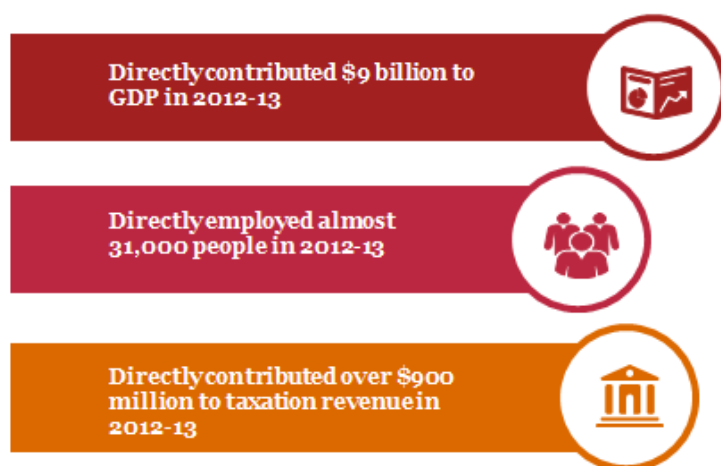 Directly contributed $9 billion to
GDP in 2012-13
Directly employed almost
31,000 people in 2012-13
Directly contributed over $900
million to taxation revenue in
2012-13